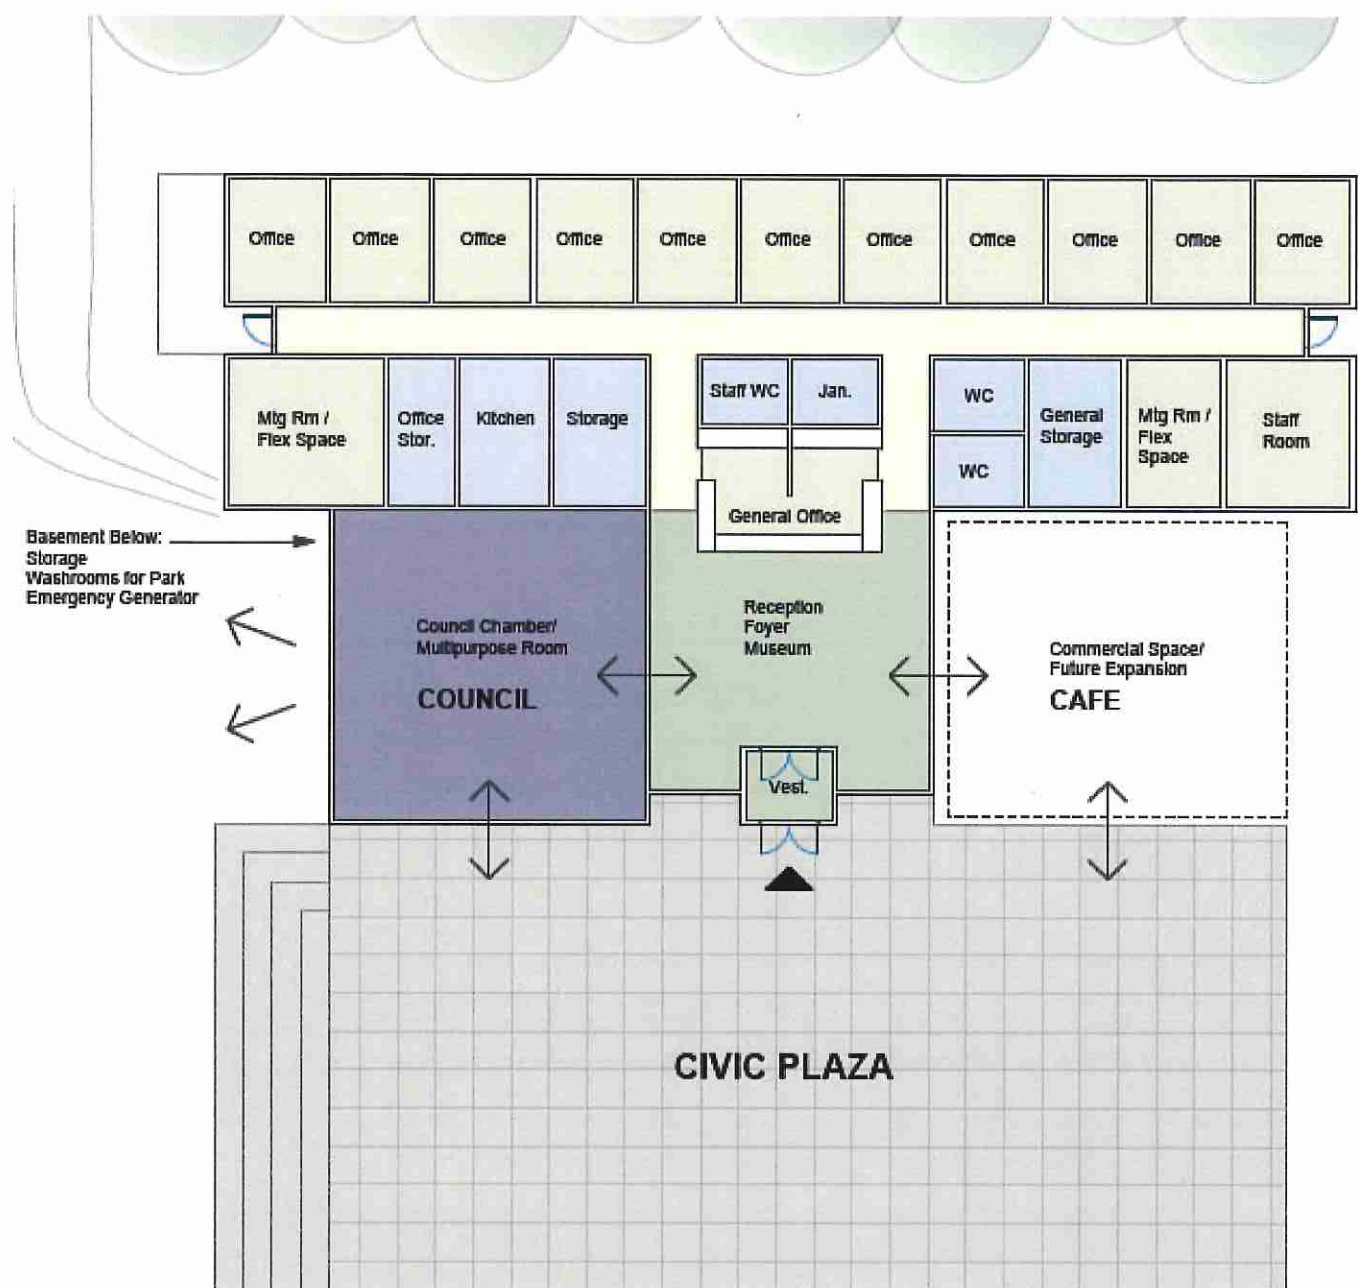 Office
Office
Office
Office
Office
Office
Office
Office
Office
Office
Office
Mtg Rm /
Flex Space
Office
Stor.
Kitchen
Storage
Staff WC
Jan.
WC
WC
General
Storage
Mtg Rm /
Flex
Space
Staff
Room
General Office
Basement Below:
Storage
Washrooms for Park
Emergency Generator
Council Chamber/
Multipurpose Room
COUNCIL
Reception
Foyer
Museum
Commercial Space/
Future Expansion
CAFE
Vest.
CIVIC PLAZA